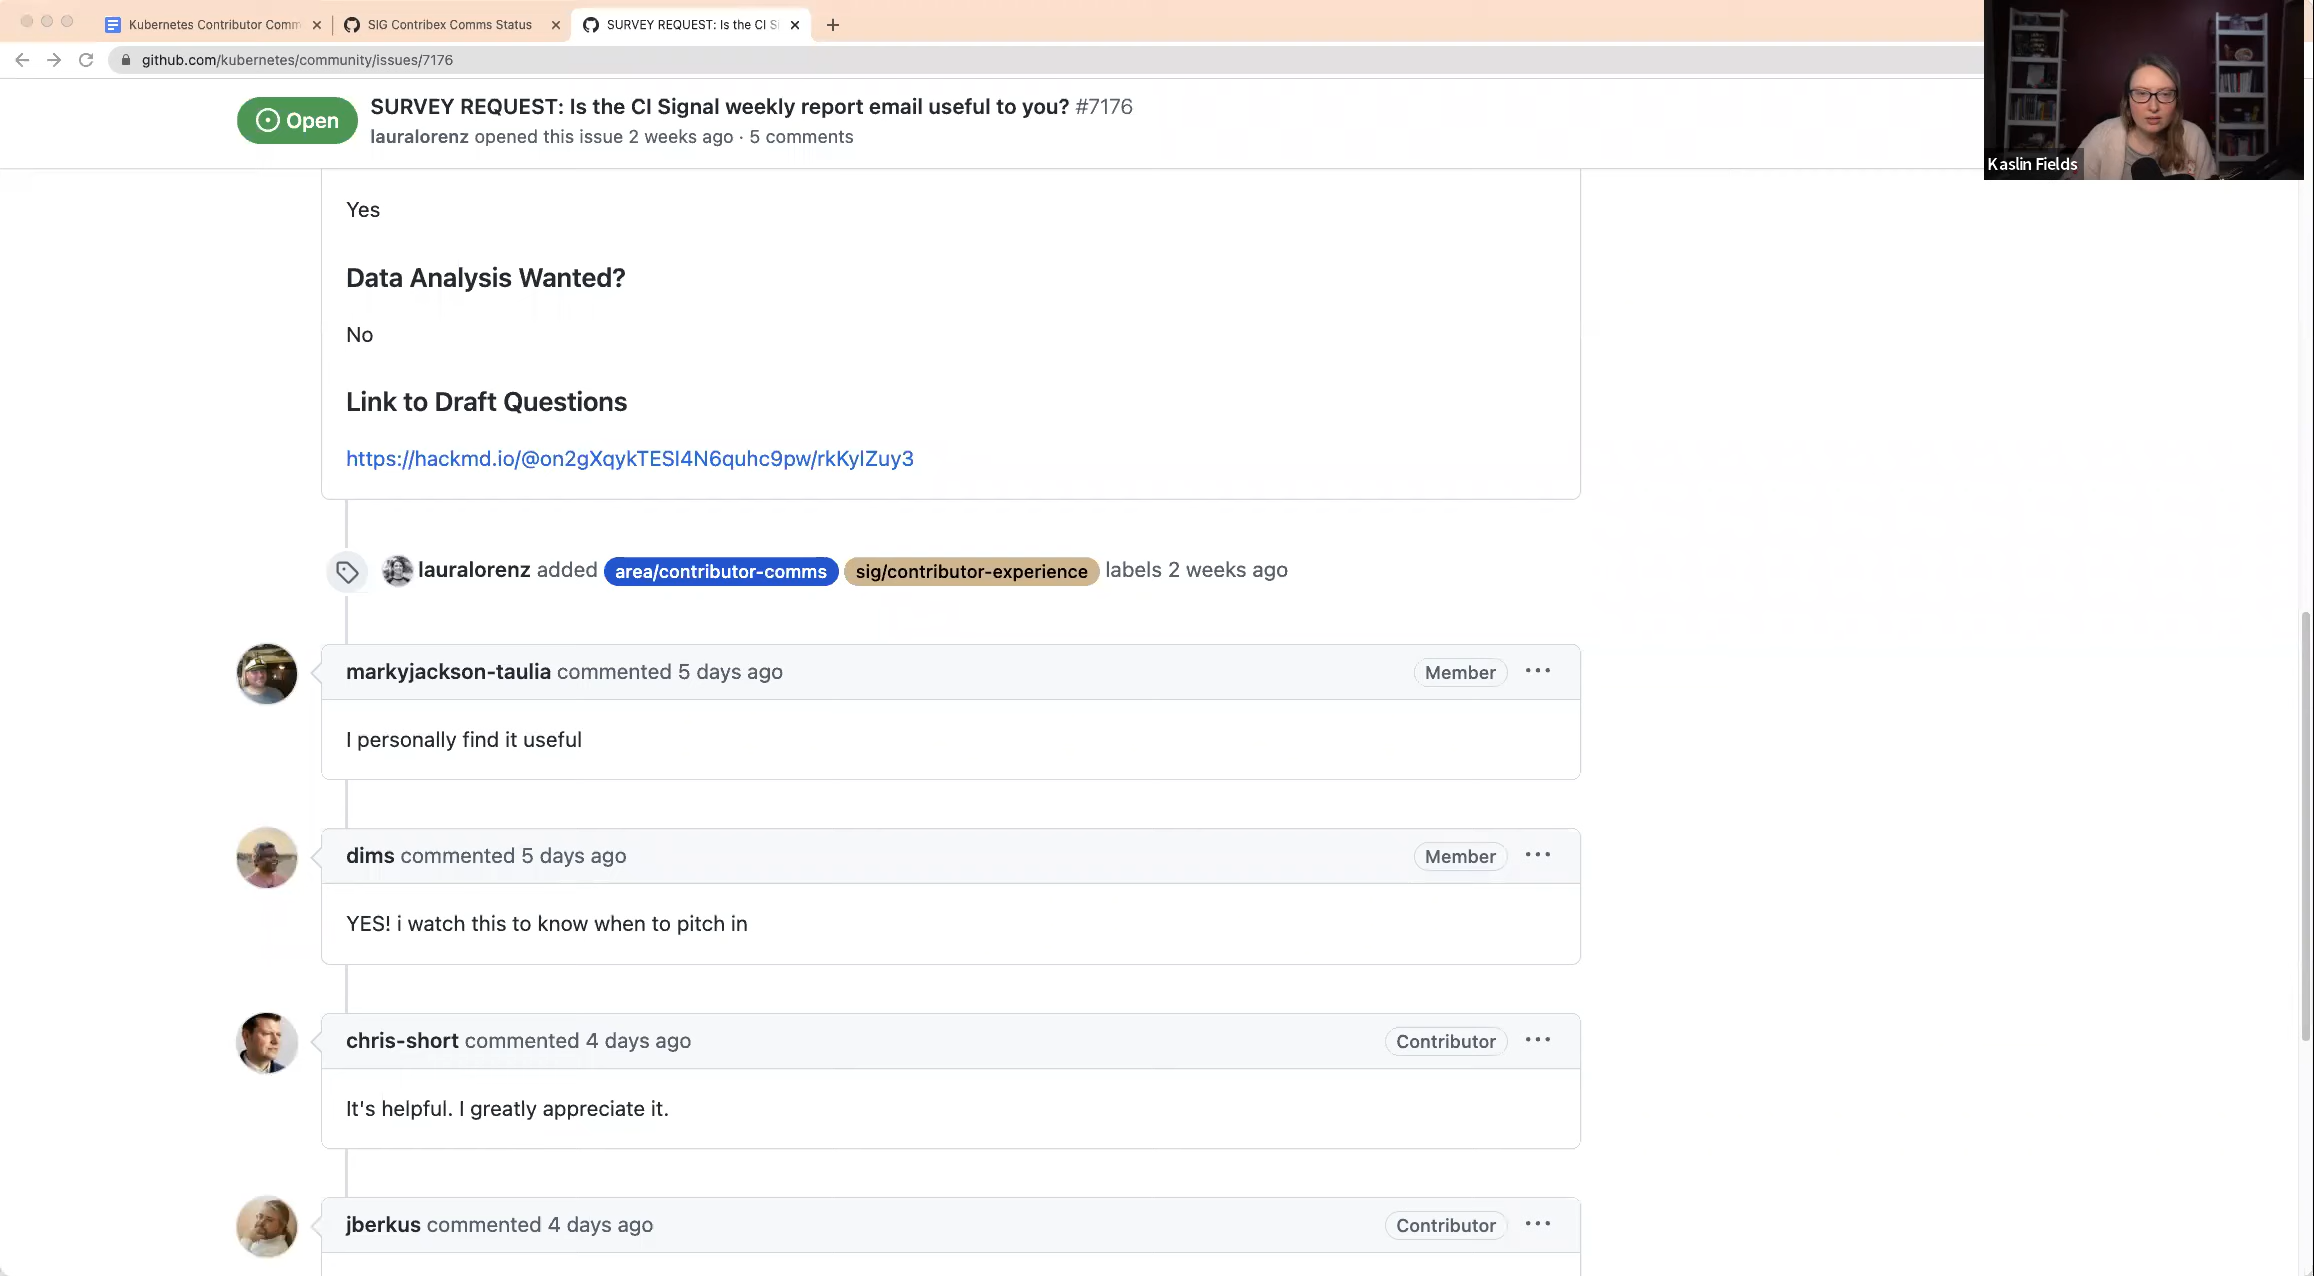 Kubernetes Contributor Comm
SIG Contribex Comms Status
SURVEY REQUEST: Is the CI S
github.com/kubernetes/community/issues/7176
Kaslin Fields
Open
SURVEY REQUEST: Is the CI Signal weekly report email useful to you? #7176
lauralorenz opened this issue 2 weeks ago · 5 comments
Yes
Data Analysis Wanted?
No
Link to Draft Questions
https://hackmd.io/@on2gXqykTESl4N6quhc9pw/rkKylZuy3
lauralorenz added area/contributor-comms sig/contributor-experience labels 2 weeks ago
markyjackson-taulia commented 5 days ago Member
I personally find it useful
dims commented 5 days ago Member
YES! i watch this to know when to pitch in
chris-short commented 4 days ago Contributor
It's helpful. I greatly appreciate it.
jberkus commented 4 days ago Contributor